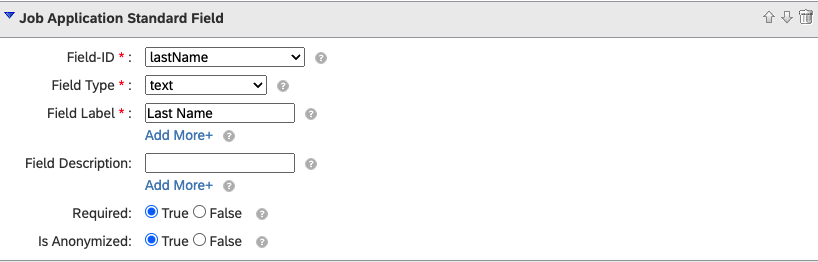 Job Application Standard Field
Field-ID * : lastName ?
Field Type * : text ?
Field Label * : Last Name ?
Add More+ ?
Field Description: ?
Add More+ ?
Required: True False ?
Is Anonymized: True False ?